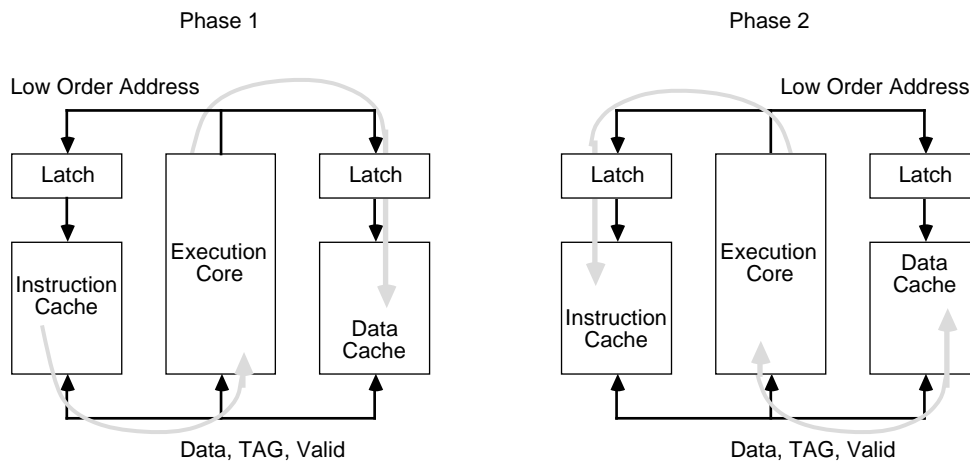 Phase 1
Phase 2
Low Order Address
Low Order Address
Latch
Latch
Latch
Latch
Instruction
Cache
Execution
Core
Data
Cache
Instruction
Cache
Execution
Core
Data
Cache
Data, TAG, Valid
Data, TAG, Valid